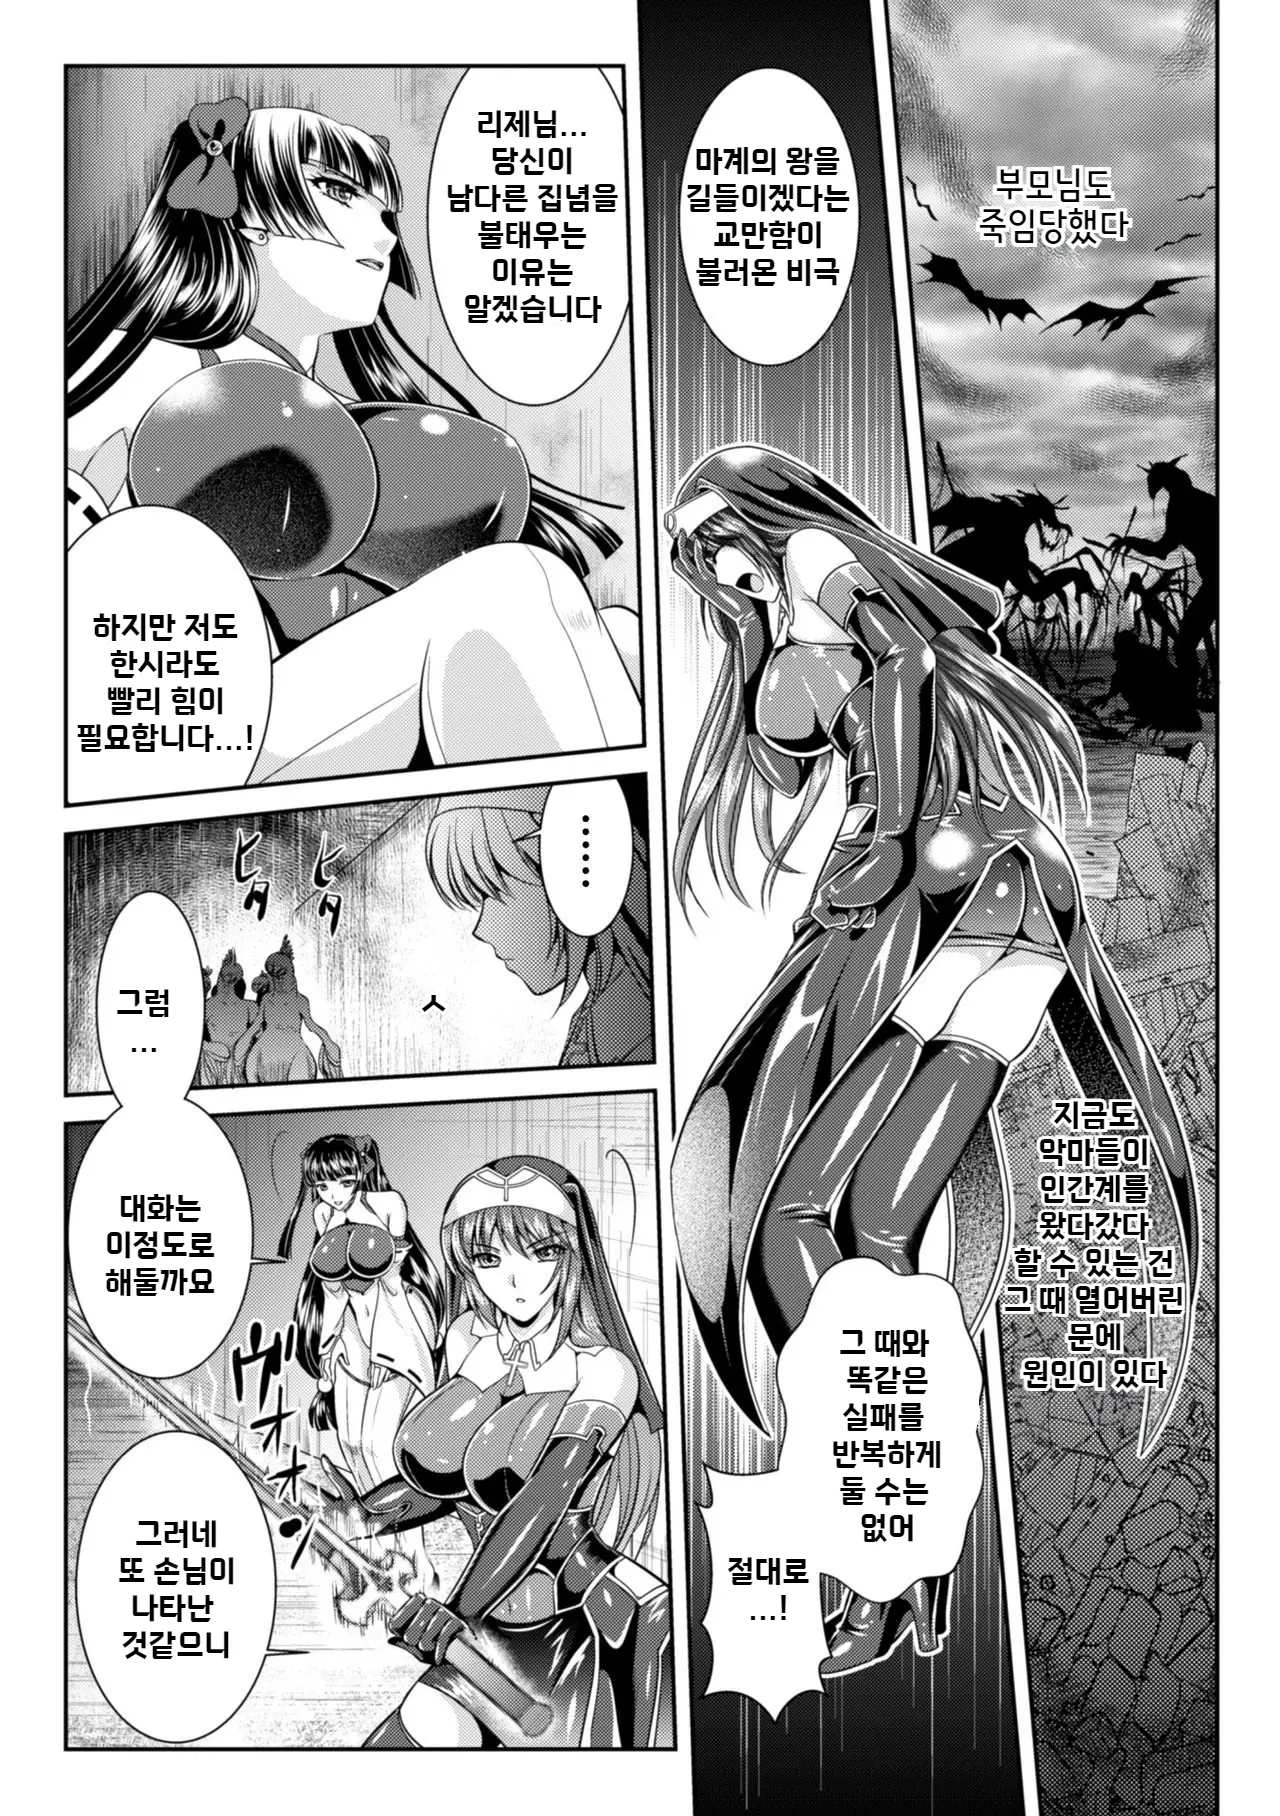 부모님도
죽임당했다
마계의 왕을
길들이겠다는
교만함이
불러온 비극
지금도
악마들이
인간계를
왔다갔다
할 수 있는 건
그 때 열어버린
문에
원인이 있다
그 때와
똑같은
실패를
반복하게
둘 수는
없어
절대로
...!
리제님...
당신이
남다른 집념을
불태우는
이유는
알겠습니다
하지만 저도
한시라도
빨리 힘이
필요합니다...!
······
ヒタ
ヒタ
ㅅ
그럼
...
대화는
이정도로
해둘까요
ヴォオ
그러네
또 손님이
나타난
것같으니